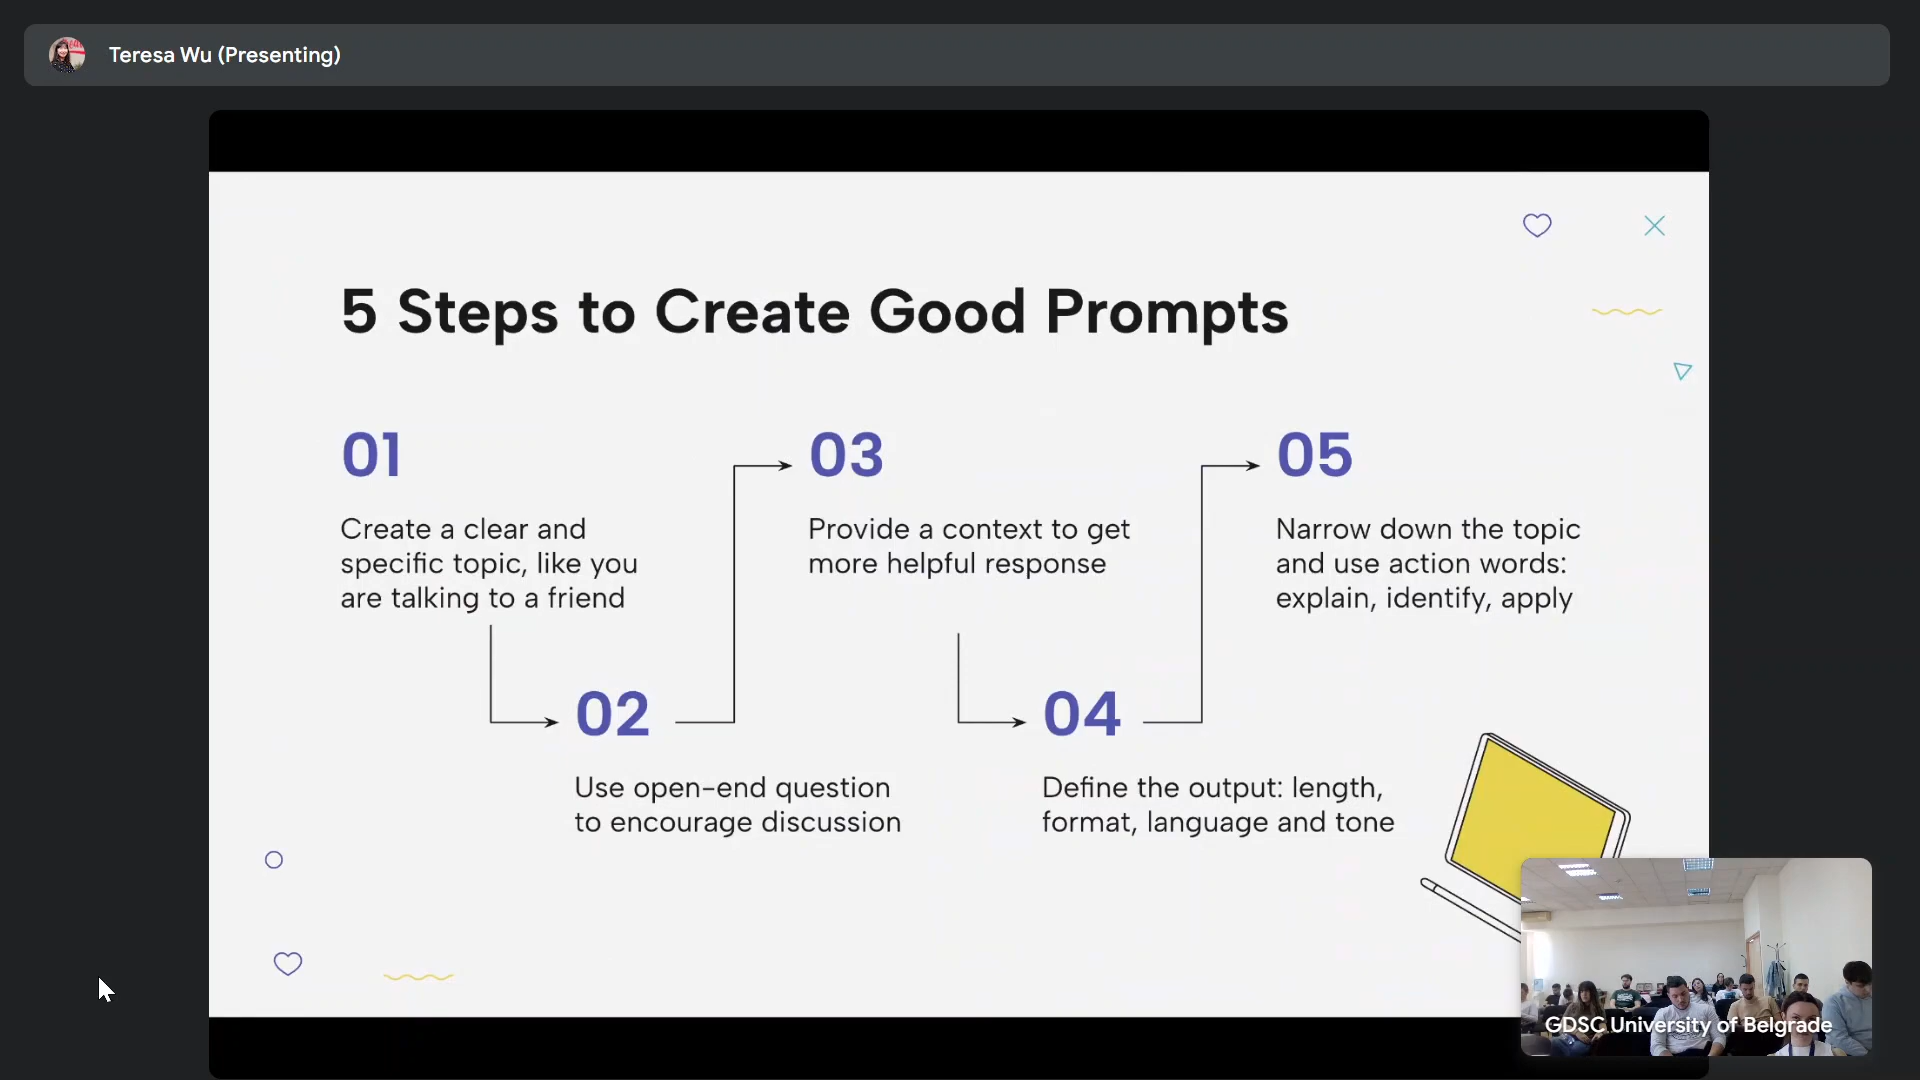 Teresa Wu (Presenting)
5 Steps to Create Good Prompts
01
Create a clear and
specific topic, like you
are talking to a friend
02
Use open-end question
to encourage discussion
03
Provide a context to get
more helpful response
04
Define the output: length,
format, language and tone
05
Narrow down the topic
and use action words:
explain, identify, apply
GDSC University of Belgrade